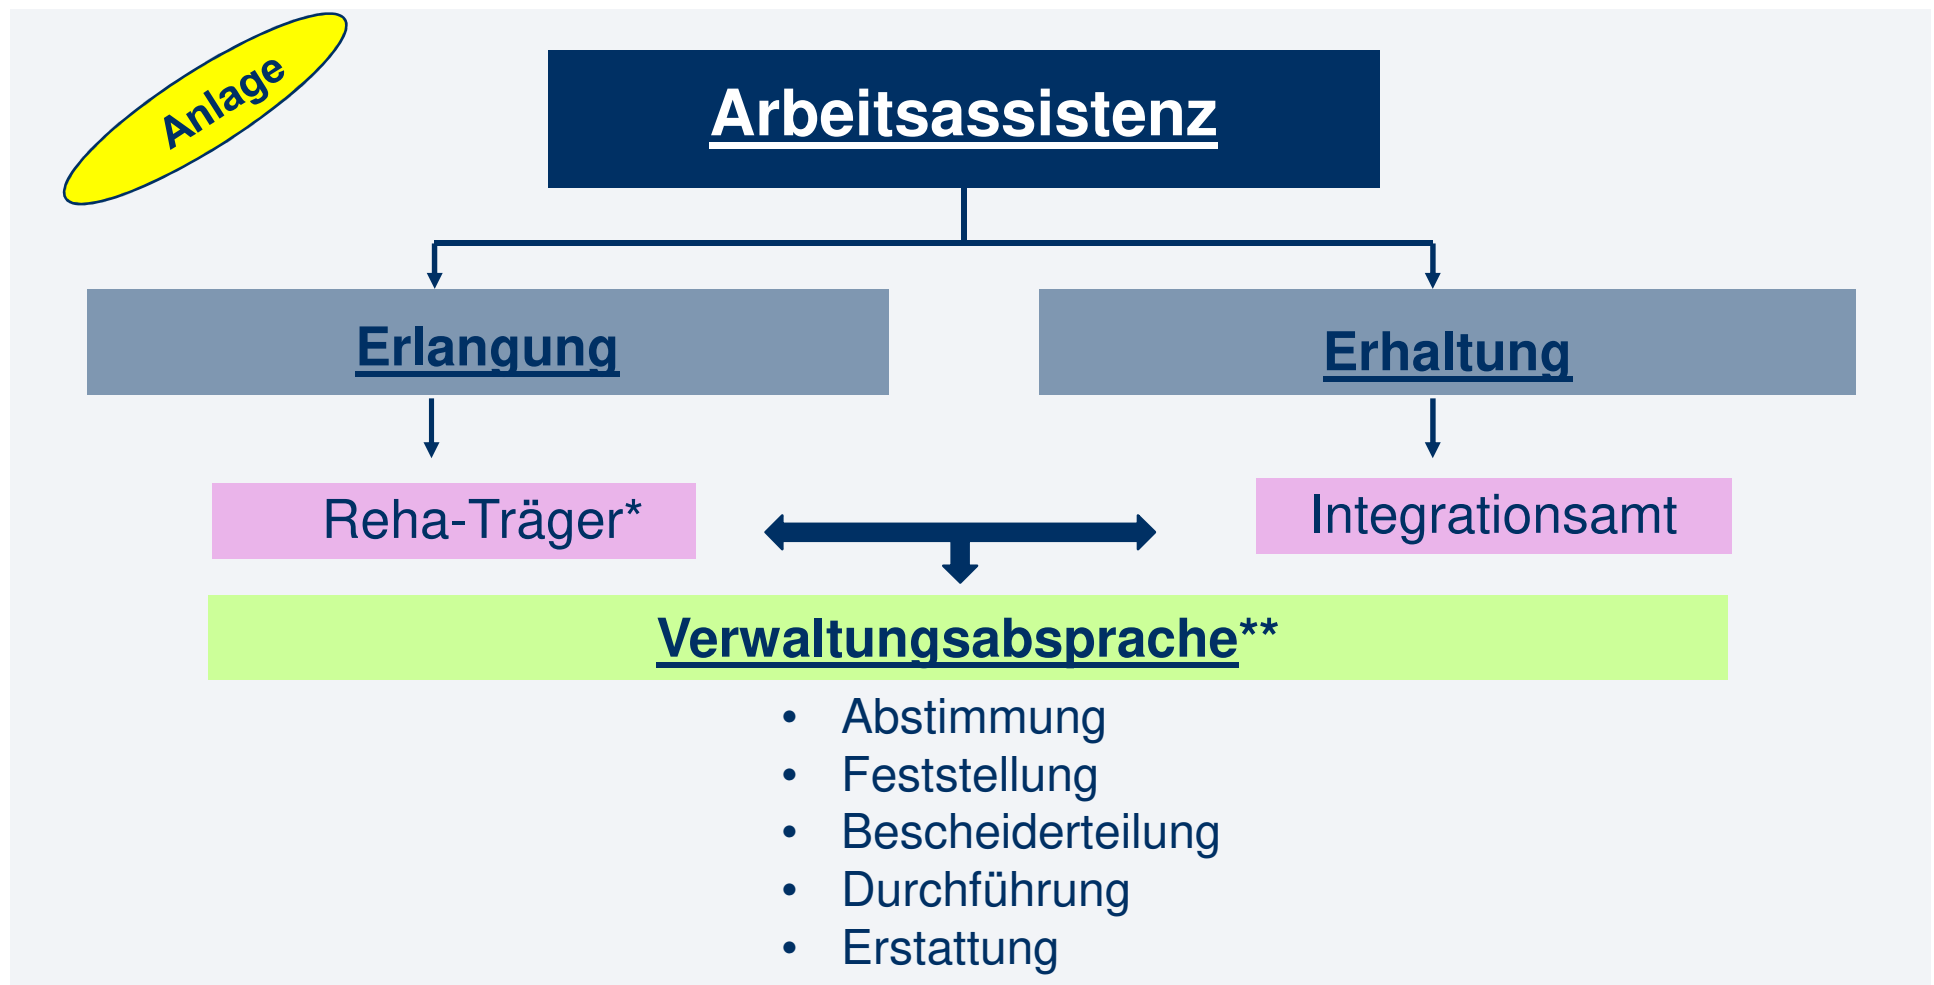 Anlage
Arbeitsassistenz
Erlangung
Erhaltung
Reha-Träger*
Integrationsamt
Verwaltungsabsprache**
• Abstimmung
• Feststellung
• Bescheiderteilung
• Durchführung
• Erstattung